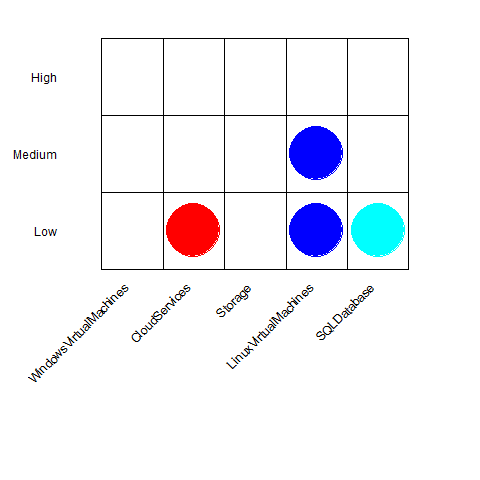 High
Medium
Low
WindowsVirtualMachines
CloudServices
Storage
LinuxVirtualMachines
SQLDatabase